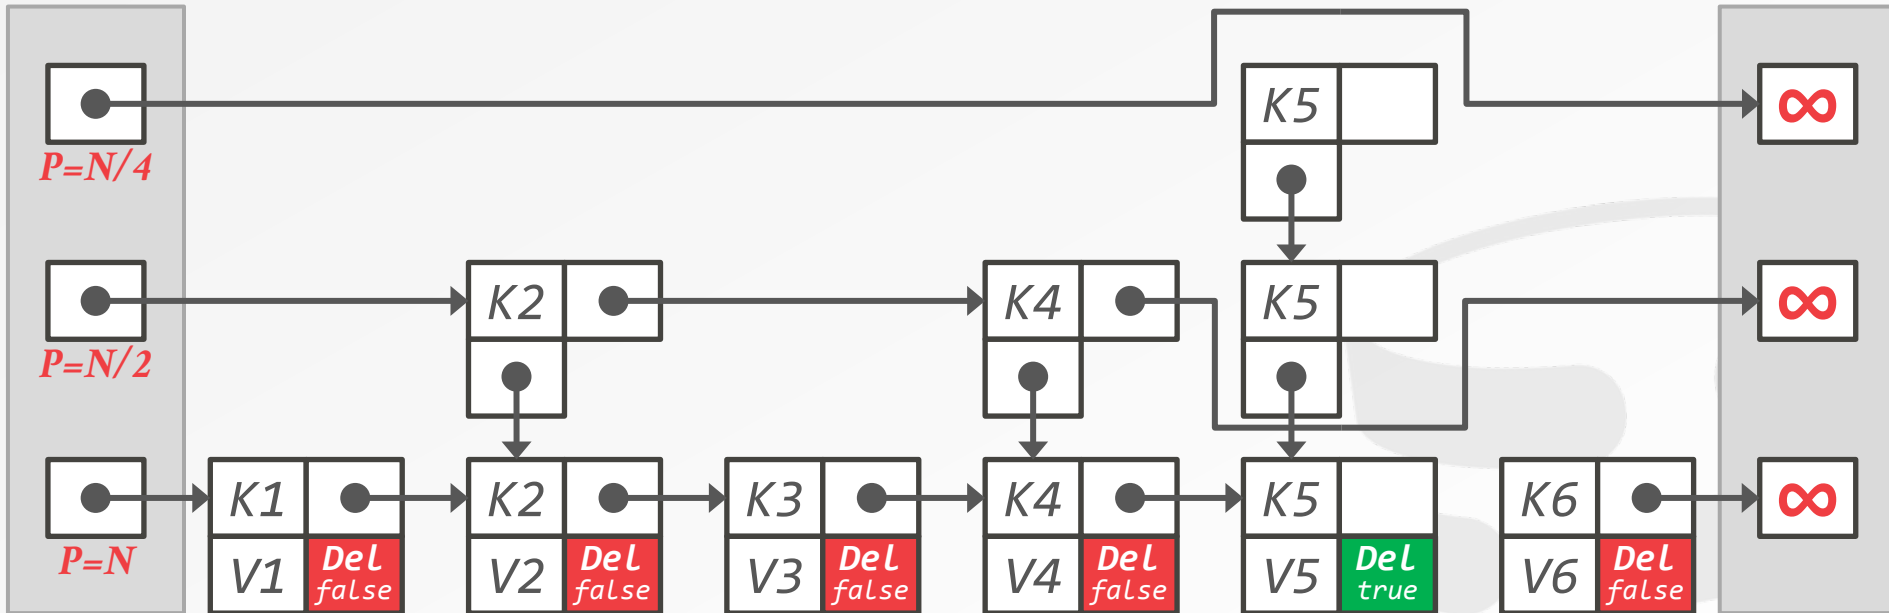 K5 ∞
P=N/4
K2 K4 K5 ∞
P=N/2
K1 K2 K3 K4 K5 K6 ∞
P=N
V1 Del false V2 Del false V3 Del false V4 Del false V5 Del true V6 Del false